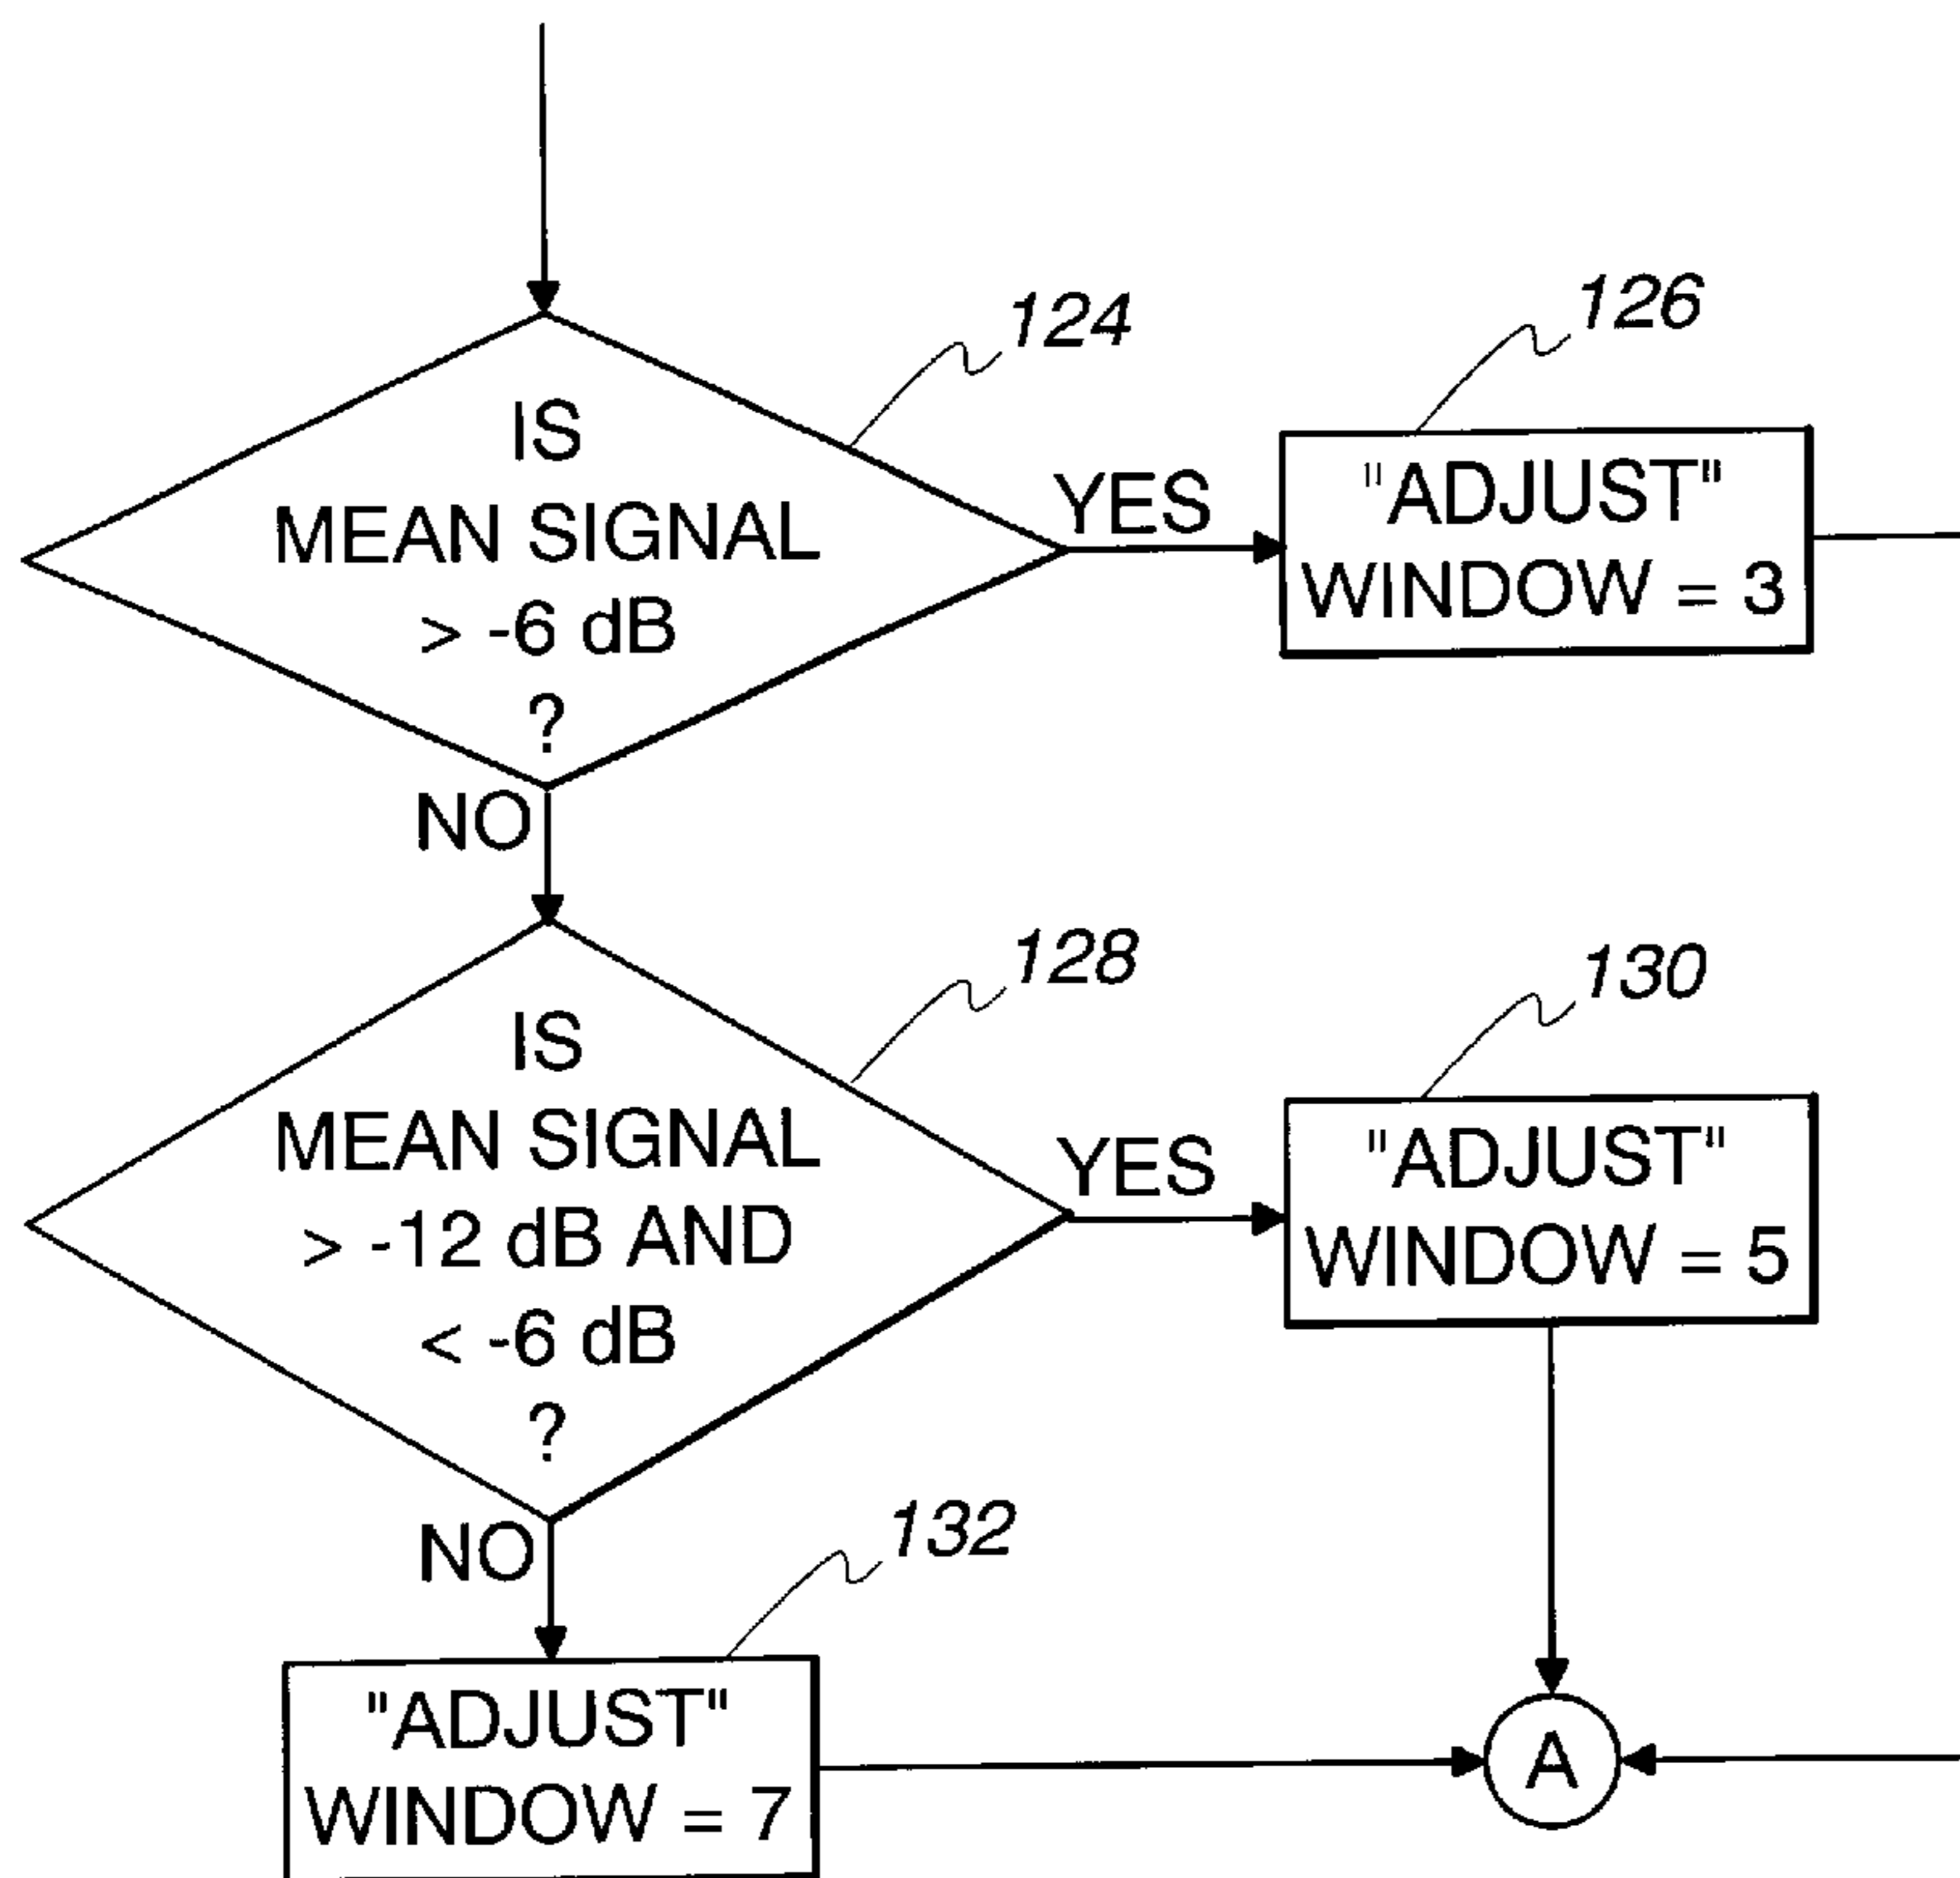 124
IS
MEAN SIGNAL
> -6 dB
?
YES
126
"ADJUST"
WINDOW = 3
NO
128
IS
MEAN SIGNAL
> -12 dB AND
< -6 dB
?
YES
130
"ADJUST"
WINDOW = 5
NO
132
"ADJUST"
WINDOW = 7
A